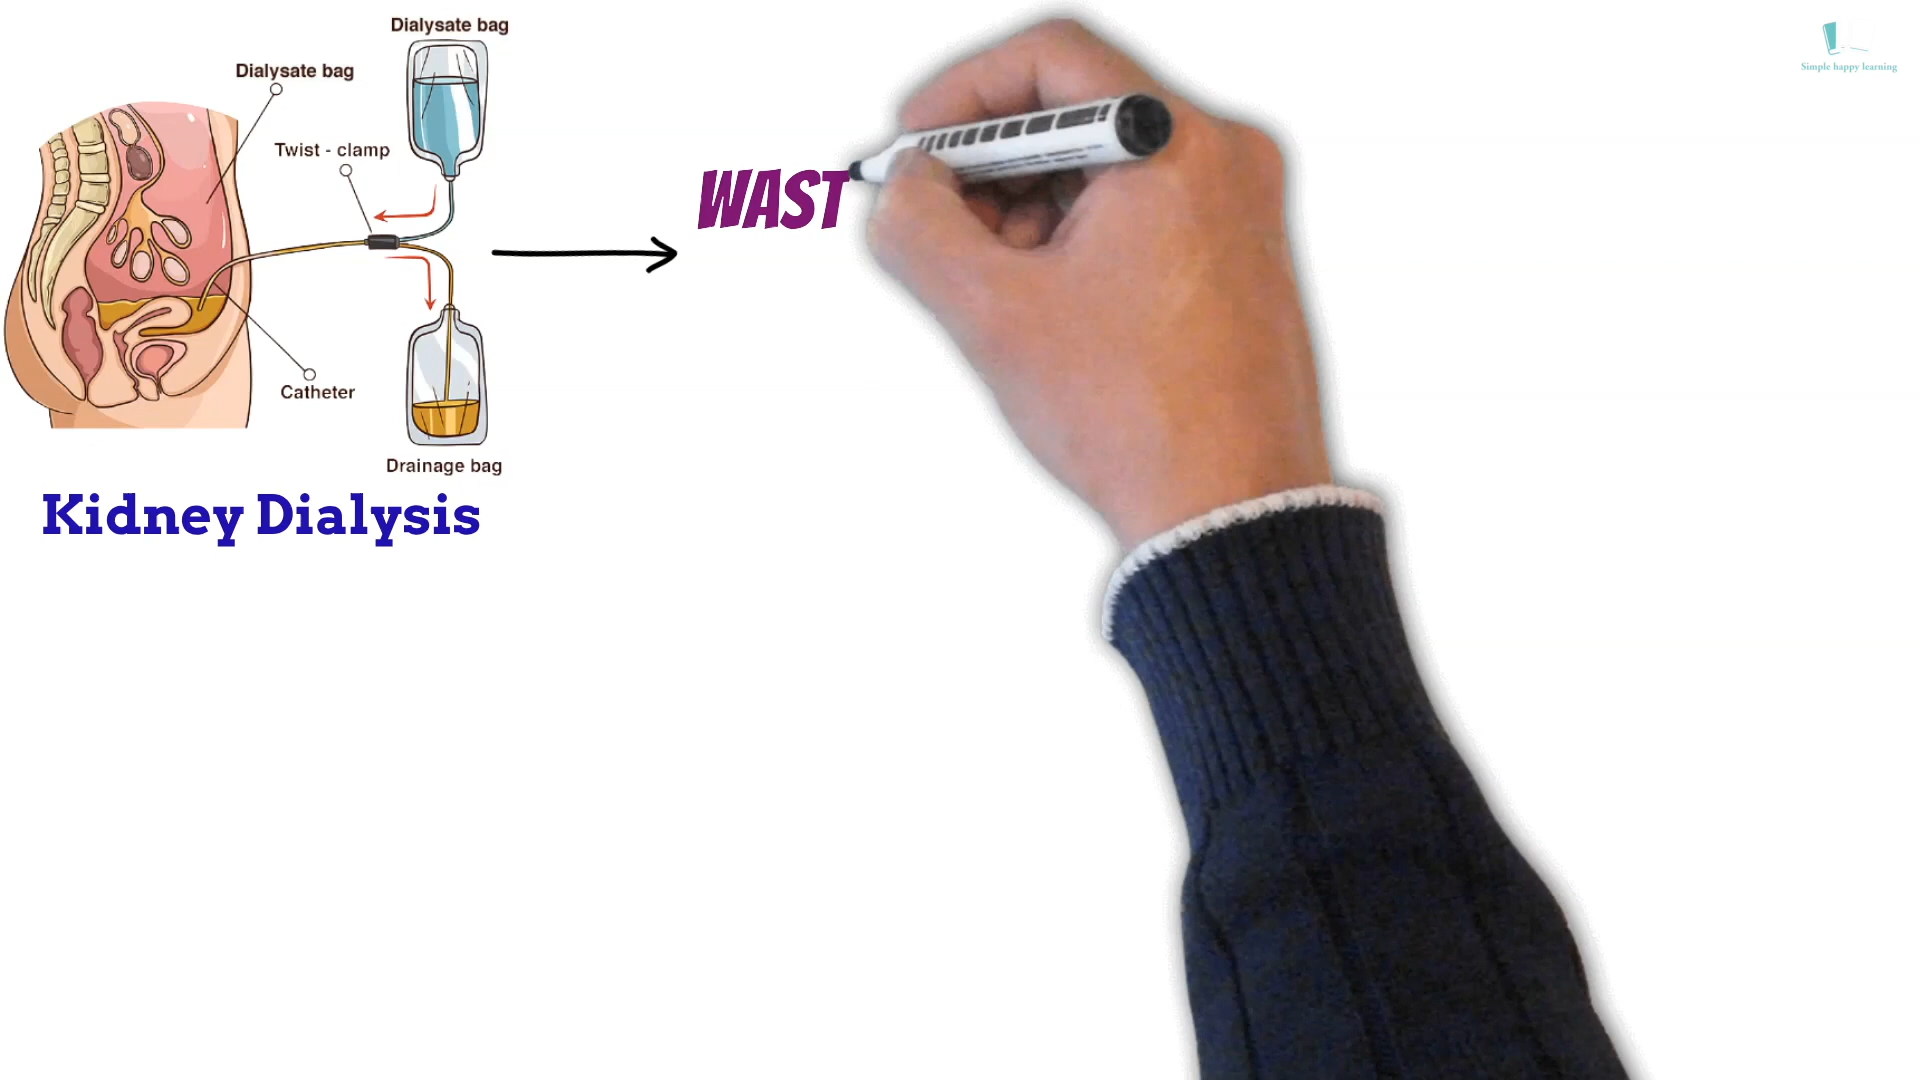 Dialysate bag
Dialysate bag
Twist - clamp
WAST
Catheter
Drainage bag
Kidney Dialysis
Simple happy learning